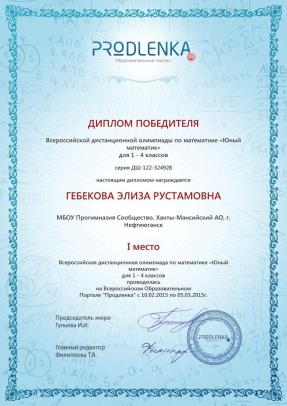 PRODLENKA
Образовательный портал
ДИПЛОМ ПОБЕДИТЕЛЯ
Всероссийской дистанционной олимпиады по математике «Юный
математик»
для 1 - 4 классов
серия ДШ-122-324928
настоящим дипломом награждается
ГЕБЕКОВА ЭЛИЗА РУСТАМОВНА
МБОУ Прогимназия Сообщество, Ханты-Мансийский АО, г.
Нефтеюганск
I место
Всероссийская дистанционная олимпиада по математике «Юный
математик»
для 1 - 4 классов
проводилась
на Всероссийском Образовательном
Портале "Продленка" с 10.02.2015 по 05.03.2015г.
Председатель жюри
Гульева И.И.
Главный редактор
Филиппова Т.В.
PRODLENKA